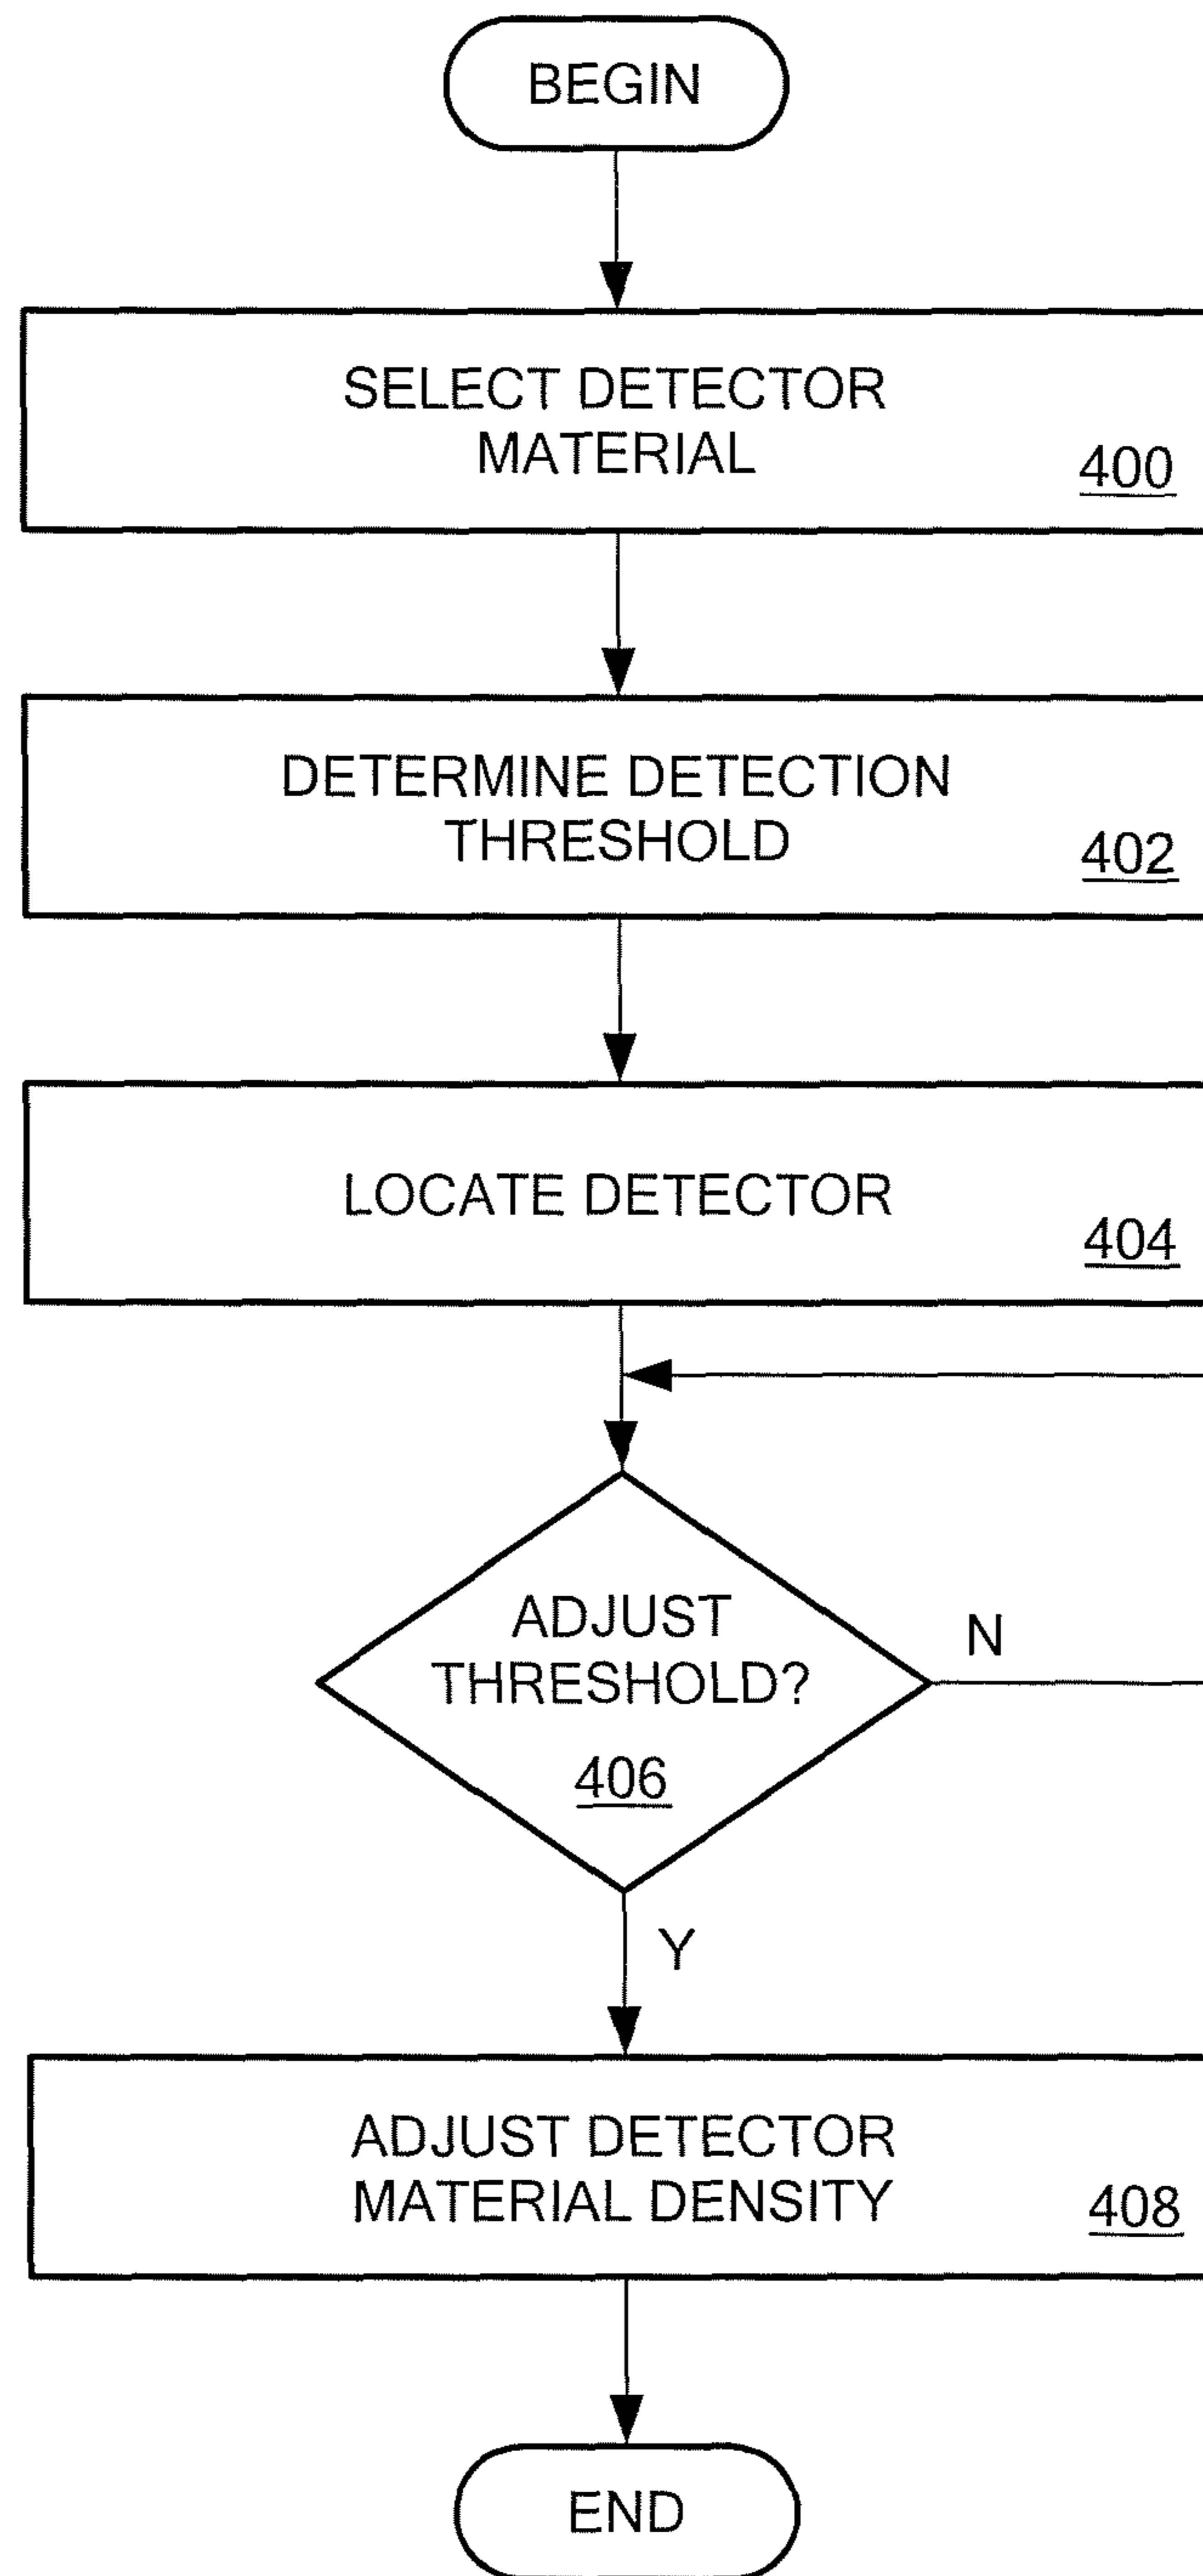 BEGIN
SELECT DETECTOR
MATERIAL
400
DETERMINE DETECTION
THRESHOLD
402
LOCATE DETECTOR
404
ADJUST
THRESHOLD?
406
N
Y
ADJUST DETECTOR
MATERIAL DENSITY
408
END